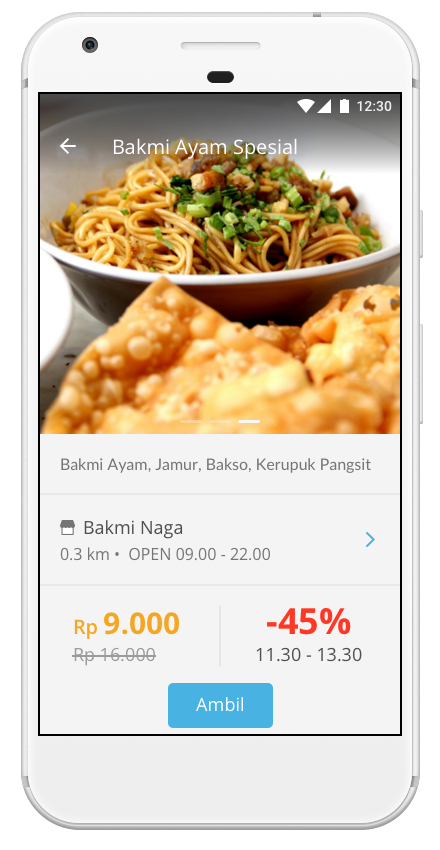 12:30
Bakmi Ayam Spesial
Bakmi Ayam, Jamur, Bakso, Kerupuk Pangsit
Bakmi Naga
0.3 km • OPEN 09.00 - 22.00
Rp 9.000
Rp 16.000
-45%
11.30 - 13.30
Ambil